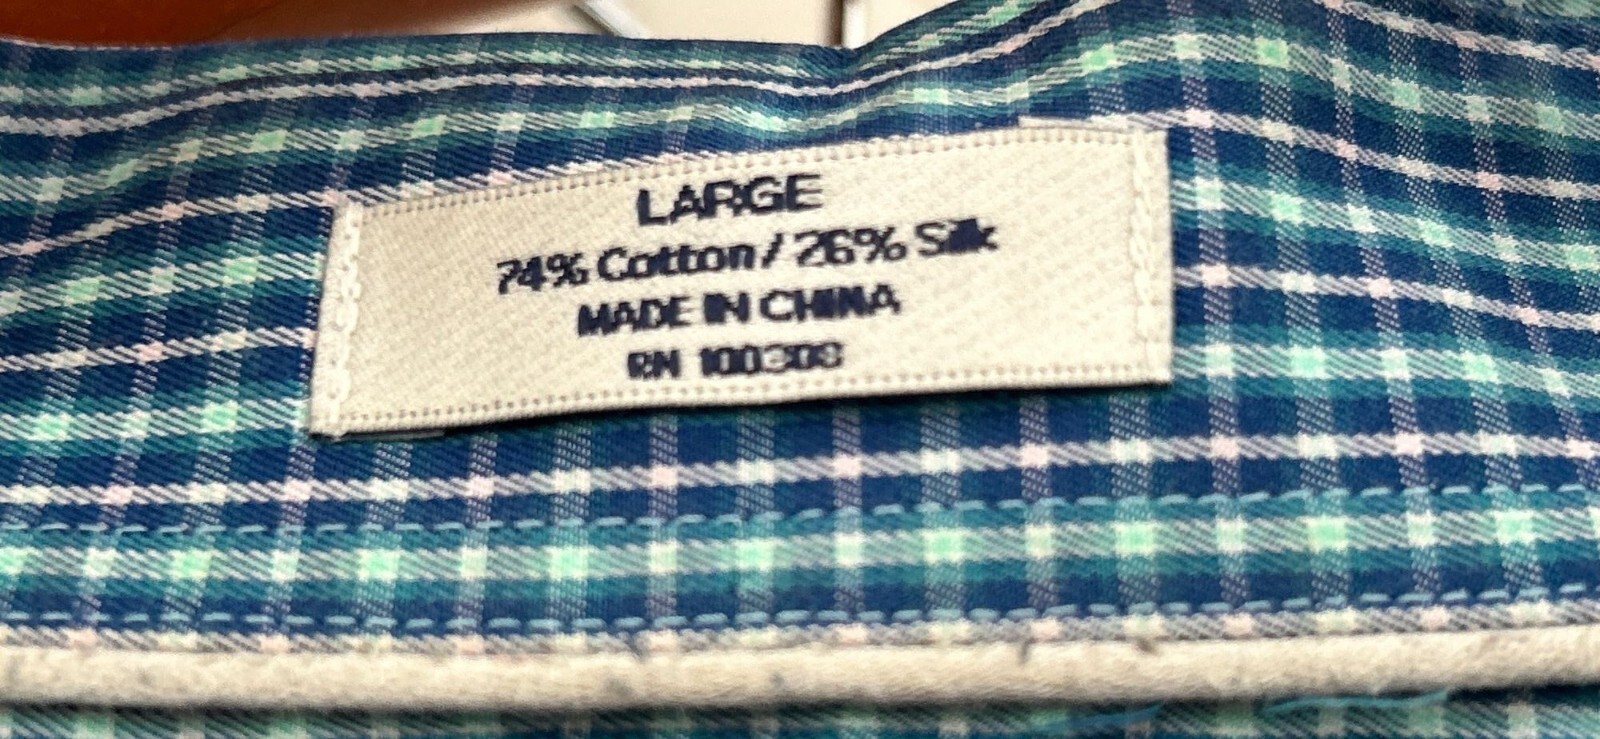 LARGE
74% Cotton / 26% Silk
MADE IN CHINA
RN